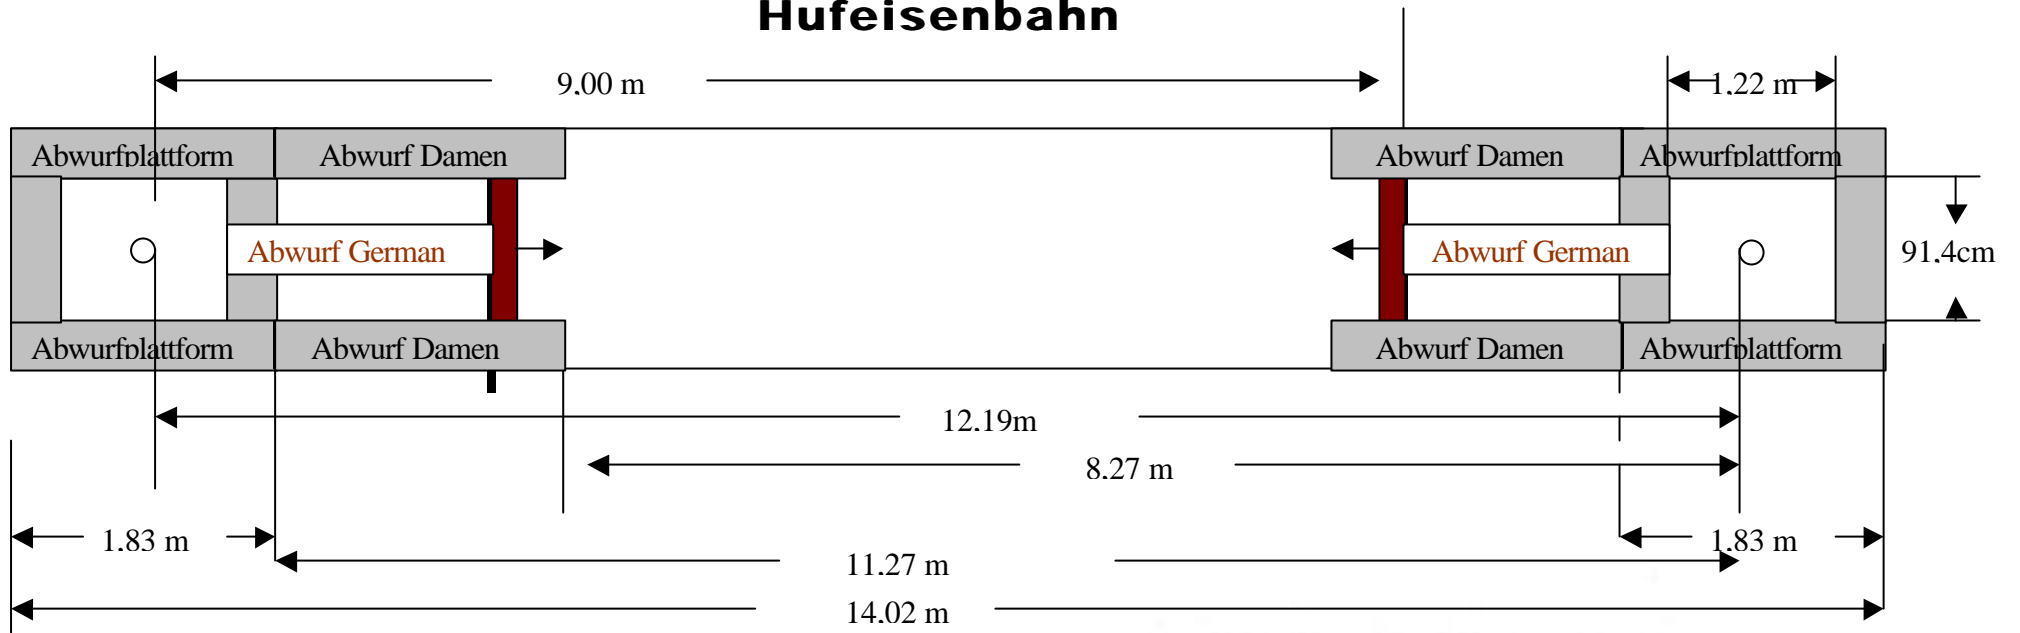 Hufeisenbahn
9,00 m
1,22 m
Abwurfplattform
Abwurf Damen
Abwurf Damen
Abwurfplattform
Abwurf German
Abwurf German
91,4cm
Abwurfplattform
Abwurf Damen
Abwurf Damen
Abwurfplattform
12,19m
8,27 m
1,83 m
1,83 m
11,27 m
14,02 m